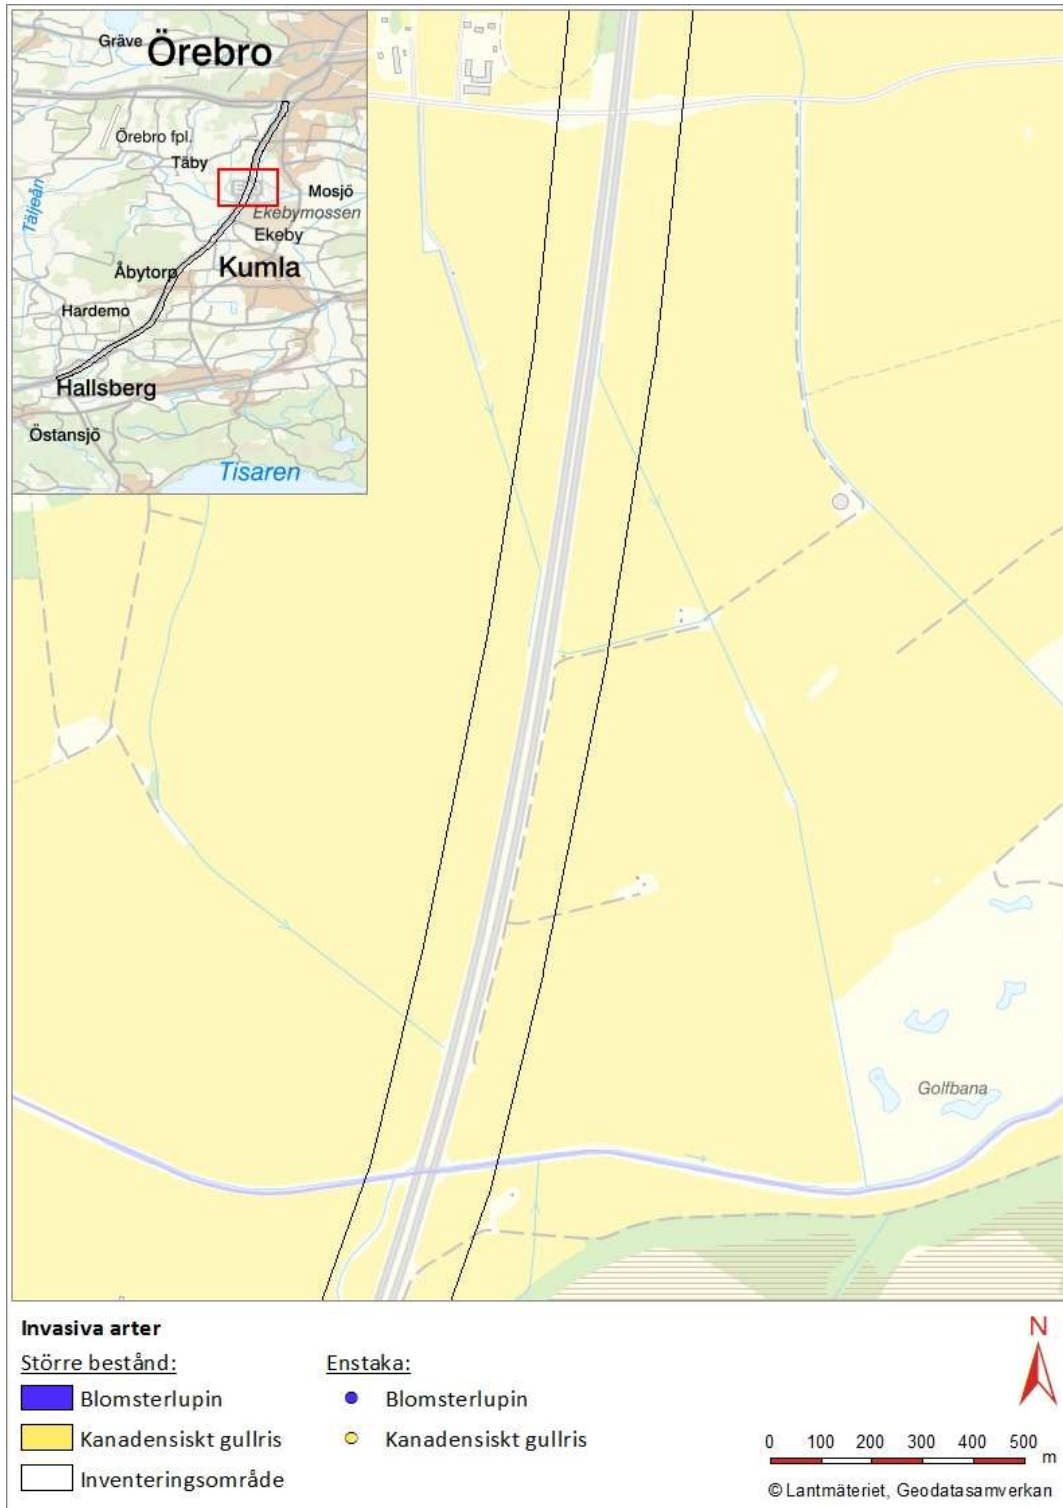 Gräve
Örebro
Örebro fpl.
Täby
Täljeån
Mosjö
Ekebymossen
Ekeby
Åbytorp
Kumla
Hardemo
Hallsberg
Östansjö
Tisaren
Golfbana
Invasiva arter
Större bestånd:
Blomsterlupin
Kanadensiskt gullris
Inventeringsområde
Enstaka:
Blomsterlupin
Kanadensiskt gullris
N
0 100 200 300 400 500
m
© Lantmäteriet, Geodatasamverkan